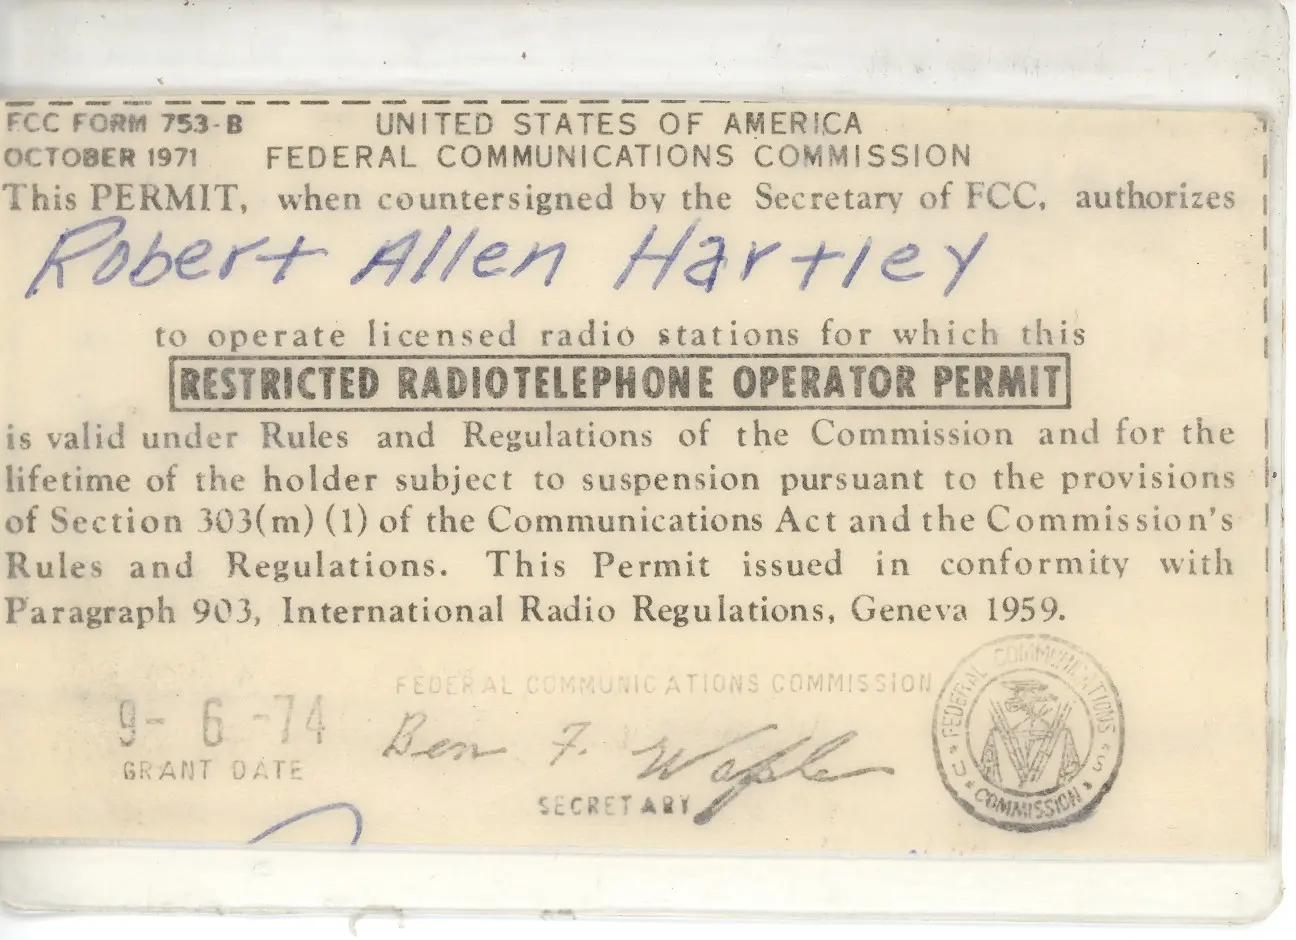 FCC FORM 753-B
UNITED STATES OF AMERICA
OCTOBER 1971
FEDERAL COMMUNICATIONS COMMISSION
This PERMIT, when countersigned by the Secretary of FCC, authorizes
Robert Allen Hartley
to operate licensed radio stations for which this
RESTRICTED RADIOTELEPHONE OPERATOR PERMIT
is valid under Rules and Regulations of the Commission and for the
lifetime of the holder subject to suspension pursuant to the provisions
of Section 303(m) (1) of the Communications Act and the Commission's
Rules and Regulations. This Permit issued in conformity with
Paragraph 903, International Radio Regulations, Geneva 1959.
FEDERAL COMMUNICATIONS COMMISSION
9-6-74
GRANT DATE
Ben F. Waple
SECRETARY
FEDERAL COMMUNICATIONS COMMISSION